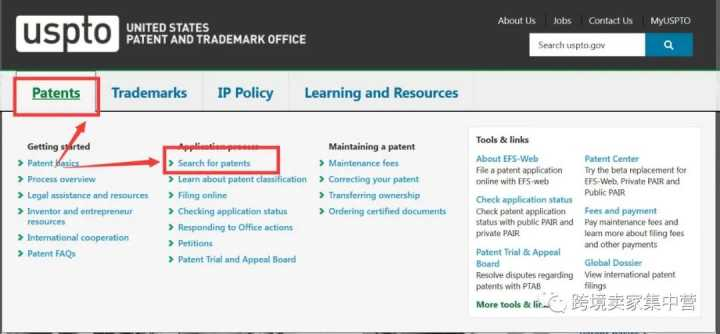 About Us Jobs Contact Us MyUSPTO
uspto
UNITED STATES
PATENT AND TRADEMARK OFFICE
Search uspto.gov
Patents Trademarks IP Policy Learning and Resources
Getting started
Patent basics
Process overview
Legal assistance and resources
Inventor and entrepreneur
resources
International cooperation
Patent FAQs
Application process
Search for patents
Learn about patent classification
Filing online
Checking application status
Responding to Office actions
Petitions
Patent Trial and Appeal Board
Maintaining a patent
Maintenance fees
Correcting your patent
Transferring ownership
Ordering certified documents
Tools & links
About EFS-Web
File a patent application
online with EFS-web
Check application status
Check patent application
status with public PAIR and
private PAIR
Patent Trial & Appeal
Board
Resolve disputes regarding
patents with PTAB
More tools & links
Patent Center
Try the beta replacement for
EFS-Web, Private PAIR and
Public PAIR
Fees and payment
Pay maintenance fees and
learn more about filing fees
and other payments
Global Dossier
View international patent
filings
跨境卖家集中营